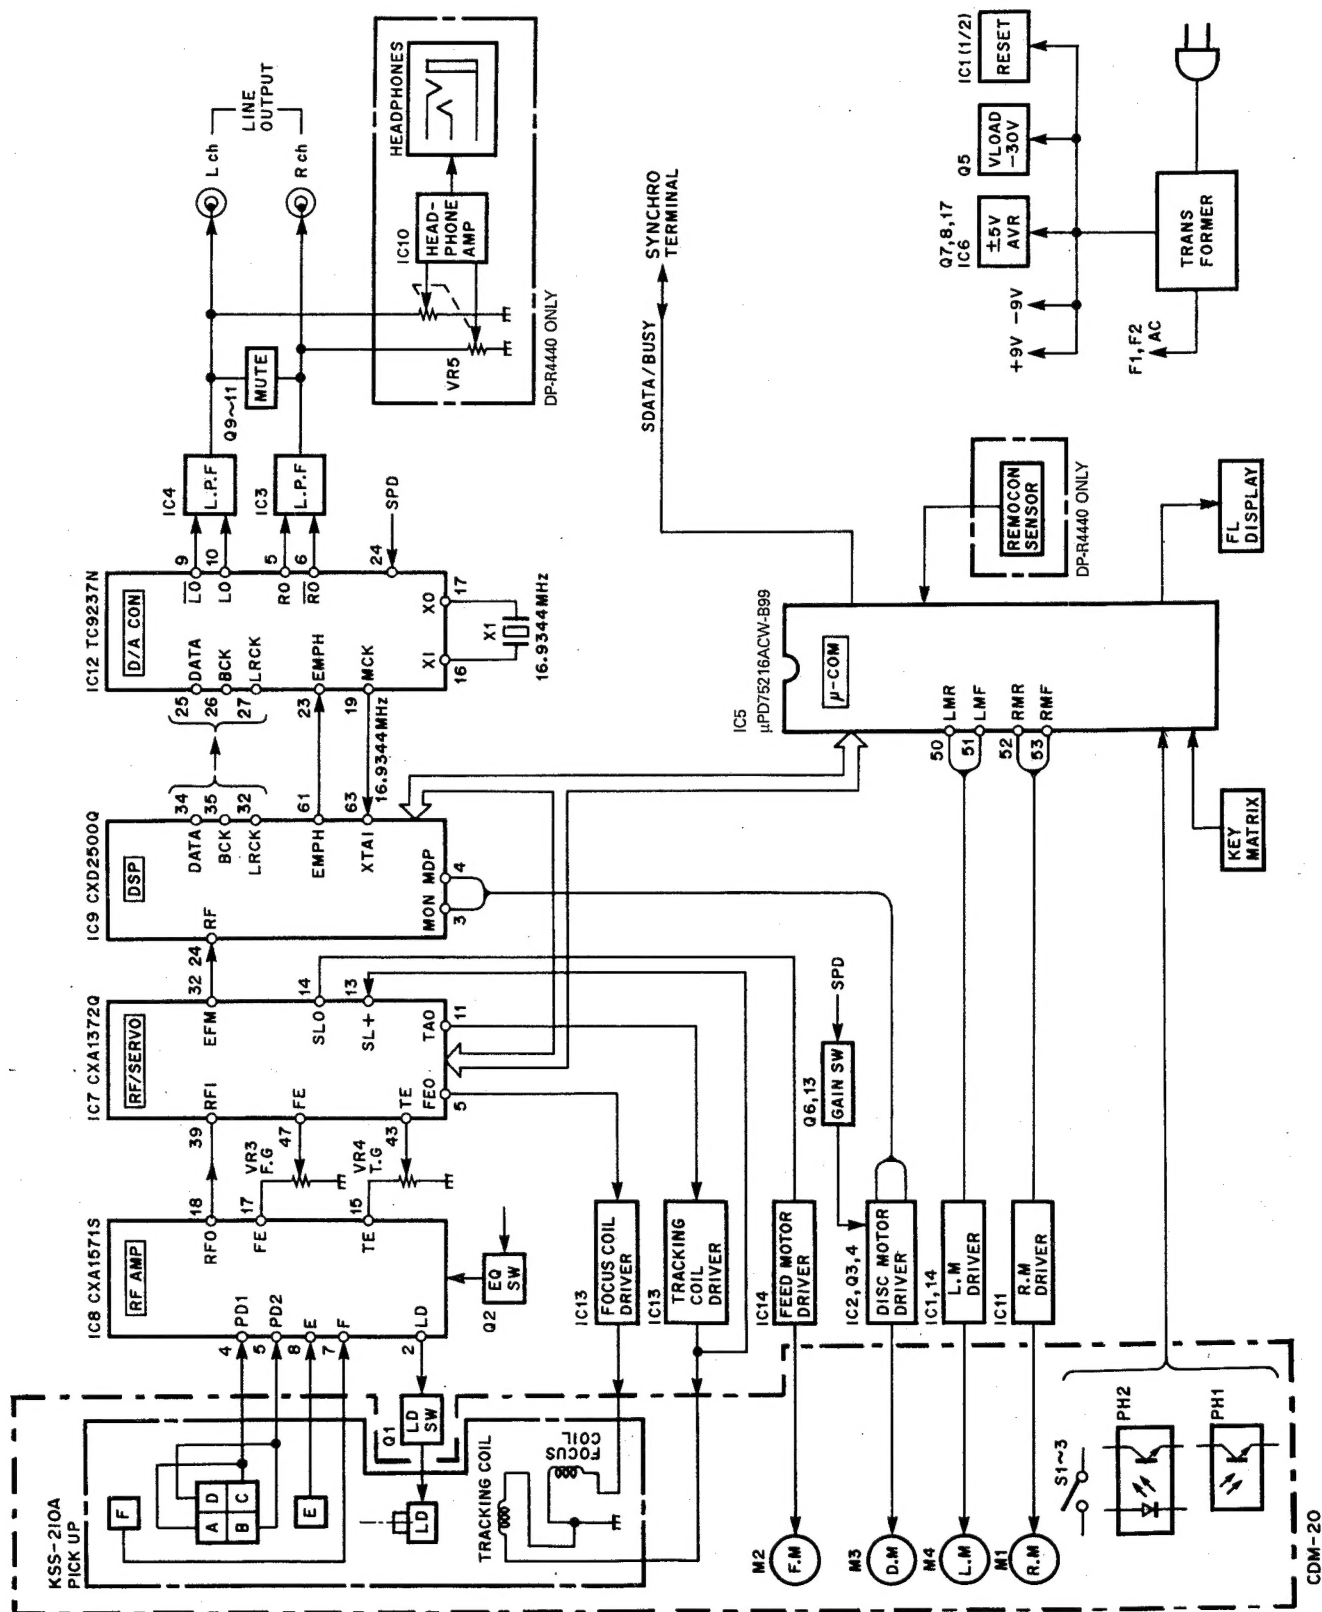 HEADPHONES
LINE
OUTPUT
L ch
R ch
IC10
HEAD-
PHONE
AMP
VR5
DP-R4440 ONLY
MUTE
Q9~11
IC4
L.P.F
IC3
L.P.F
SPD
IC12 TC9237N
D/A CON
9
L̅O̅
10
LO
5
RO
6
R̅O̅
24
25
DATA
26
BCK
27
LRCK
23
EMPH
19
MCK
XI
16
XO
17
X1
16.9344MHz
16.9344MHz
IC9 CXD2500Q
DSP
34
DATA
35
BCK
32
LRCK
61
EMPH
63
XTAI
24
RF
MON
3
MDP
4
IC7 CXA1372Q
RF/SERVO
32
EFM
14
SLO
13
SL+
11
TAO
5
FEO
39
RFI
47
FE
43
TE
VR3
F.G
VR4
T.G
IC8 CXA1571S
RF AMP
18
RFO
17
FE
15
TE
4
PD1
5
PD2
8
E
7
F
2
LD
Q2
EQ
SW
Q1
LD
SW
KSS-210A
PICK UP
F
A
D
B
C
E
LD
TRACKING COIL
FOCUS
COIL
IC13
FOCUS COIL
DRIVER
IC13
TRACKING
COIL
DRIVER
IC14
FEED MOTOR
DRIVER
IC2,Q3,4
DISC MOTOR
DRIVER
Q6,13
GAIN SW
SPD
IC1,14
L.M
DRIVER
IC11
R.M
DRIVER
M2
F.M
M3
D.M
M4
L.M
M1
R.M
S1~3
PH2
PH1
CDM-20
IC5
µPD75216ACW-B99
µ-COM
50
LMR
51
LMF
52
RMR
53
RMF
KEY
MATRIX
FL
DISPLAY
REMOCON
SENSOR
DP-R4440 ONLY
SDATA/BUSY
SYNCHRO
TERMINAL
IC1 (1/2)
RESET
Q5
VLOAD
-30V
Q7,8,17
IC6
±5V
AVR
+9V
-9V
F1,F2
AC
TRANS
FORMER